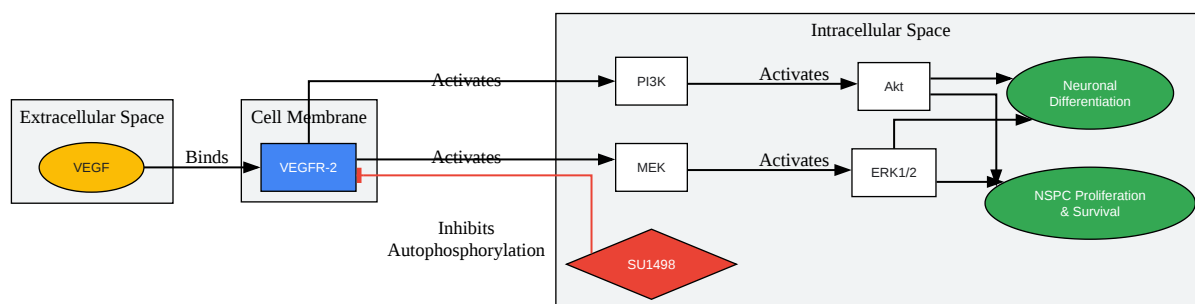 Intracellular Space
Activates
PI3K
Activates
Akt
Neuronal
Differentiation
Extracellular Space
Cell Membrane
VEGF
Binds
VEGFR-2
Activates
MEK
Activates
ERK1/2
NSPC Proliferation
& Survival
Inhibits
Autophosphorylation
SU1498